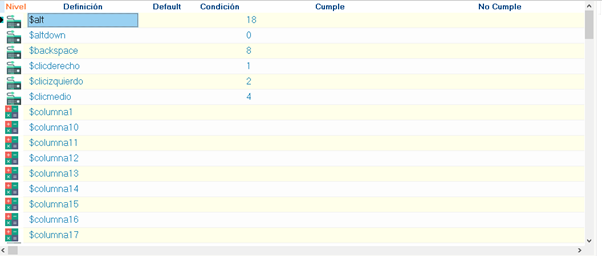 Nivel Definición Default Condición Cumple No Cumple
$alt 18
$altdown 0
$backspace 8
$clicderecho 1
$clicizquierdo 2
$clicmedio 4
$columna1
$columna10
$columna11
$columna12
$columna13
$columna14
$columna15
$columna16
$columna17